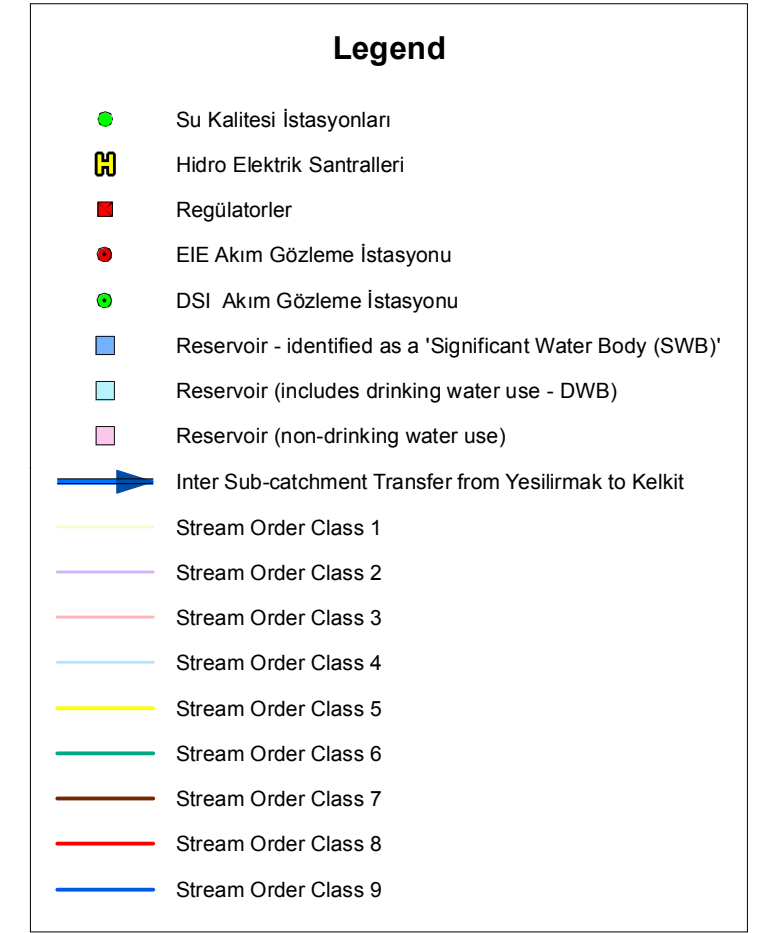 Legend
Su Kalitesi İstasyonları
H
Hidro Elektrik Santralleri
Regülatorler
EIE Akım Gözleme İstasyonu
DSI Akım Gözleme İstasyonu
Reservoir - identified as a 'Significant Water Body (SWB)'
Reservoir (includes drinking water use - DWB)
Reservoir (non-drinking water use)
Inter Sub-catchment Transfer from Yesilirmak to Kelkit
Stream Order Class 1
Stream Order Class 2
Stream Order Class 3
Stream Order Class 4
Stream Order Class 5
Stream Order Class 6
Stream Order Class 7
Stream Order Class 8
Stream Order Class 9